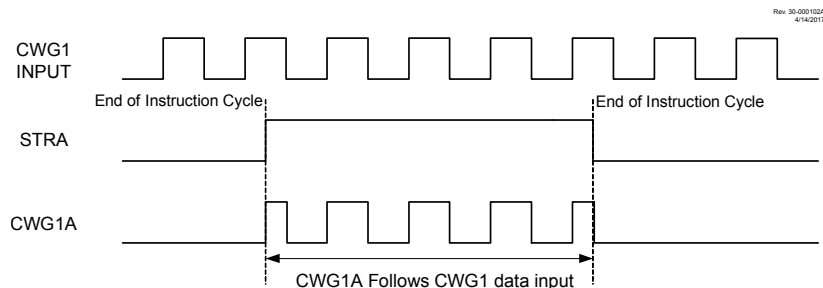 Rev. 30-000102A
4/14/2017
CWG1
INPUT
End of Instruction Cycle
End of Instruction Cycle
STRA
CWG1A
CWG1A Follows CWG1 data input